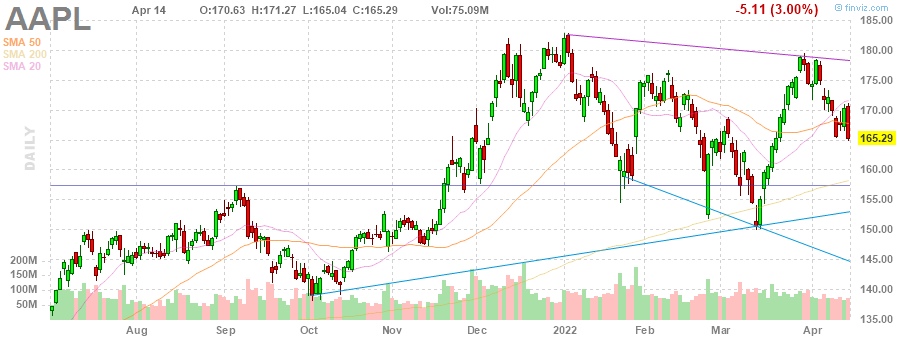 © finviz.com
AAPL Apr 14 O:170.63 H:171.27 L:165.04 C:165.29 Vol:75.09M -5.11 (3.00%)
SMA 50
SMA 200
SMA 20
DAILY
185.00
180.00
175.00
170.00
165.29
160.00
155.00
150.00
145.00
140.00
135.00
200M
150M
100M
50M
Aug Sep Oct Nov Dec 2022 Feb Mar Apr